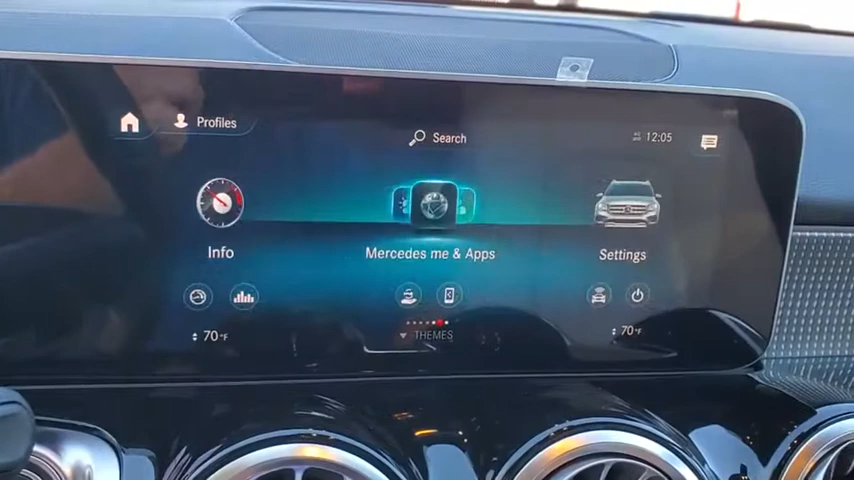 Profiles
Search
12:05
Info
Mercedes me & Apps
Settings
70°F
70°F
THEMES